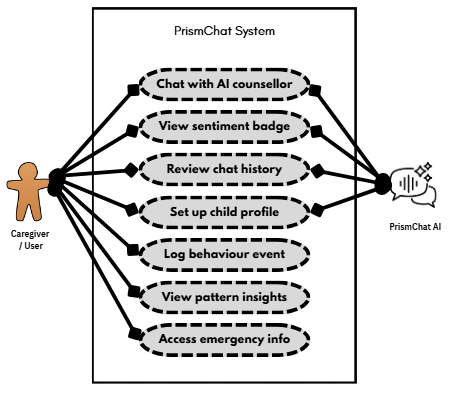 PrismChat System
Chat with AI counsellor
View sentiment badge
Review chat history
Set up child profile
Log behaviour event
View pattern insights
Access emergency info
Caregiver
/ User
PrismChat AI